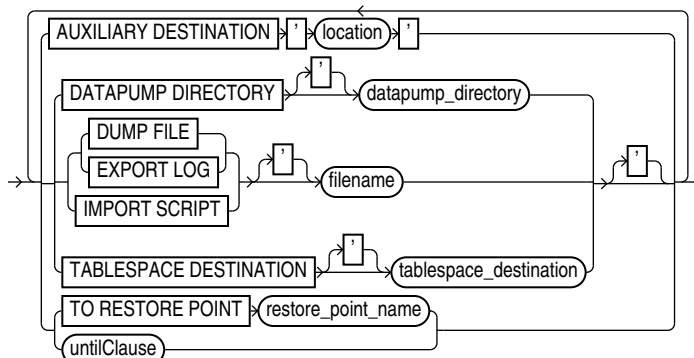 AUXILIARY DESTINATION ' location '
DATAPUMP DIRECTORY ' datapump_directory
DUMP FILE
EXPORT LOG
IMPORT SCRIPT
' filename
'
TABLESPACE DESTINATION ' tablespace_destination
TO RESTORE POINT restore_point_name
untilClause